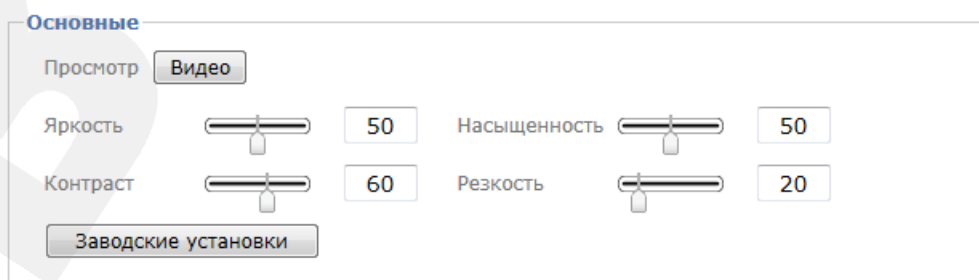 Основные
Просмотр Видео
Яркость 50 Насыщенность 50
Контраст 60 Резкость 20
Заводские установки